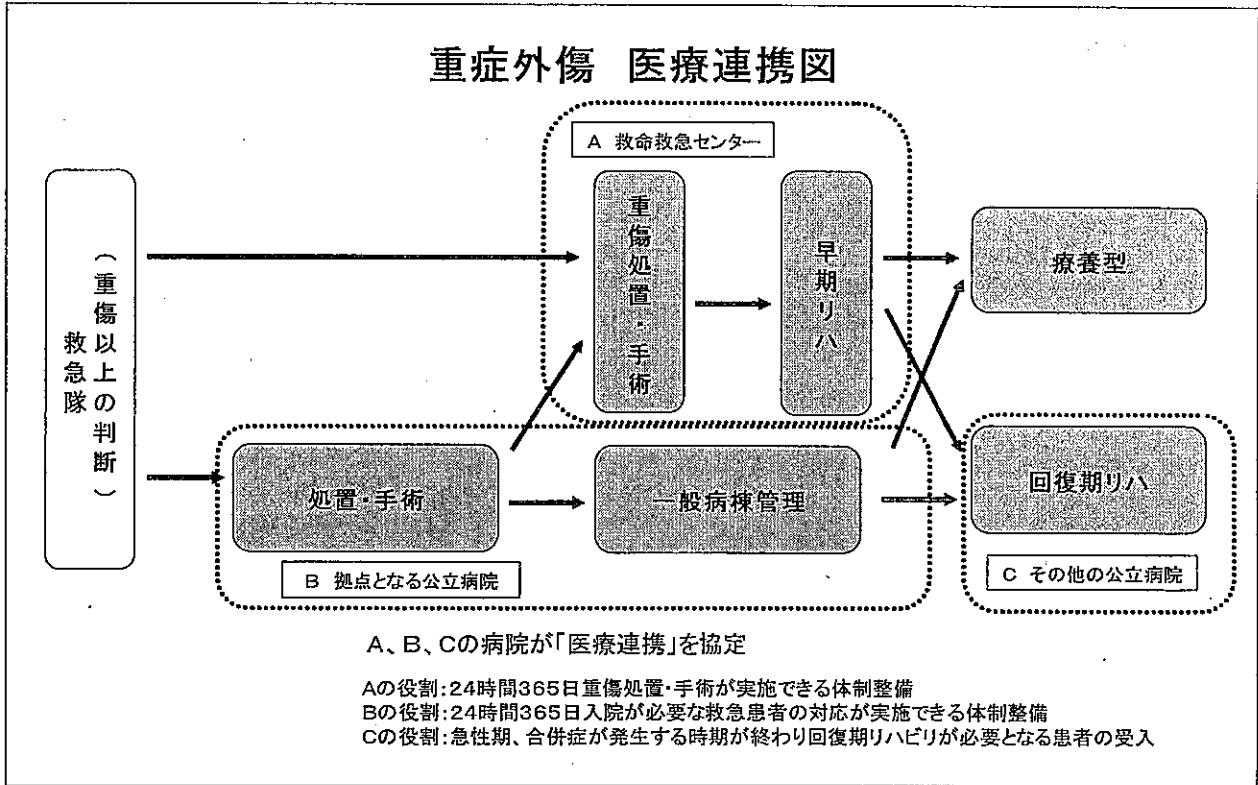 重症外傷 医療連携図
A 救命救急センター
救急隊
(重傷以上の判断)
重傷処置・手術
早期リハ
療養型
処置・手術
一般病棟管理
回復期リハ
B 拠点となる公立病院
C その他の公立病院
A、B、Cの病院が「医療連携」を協定
Aの役割:24時間365日重傷処置・手術が実施できる体制整備
Bの役割:24時間365日入院が必要な救急患者の対応が実施できる体制整備
Cの役割:急性期、合併症が発生する時期が終わり回復期リハビリが必要となる患者の受入